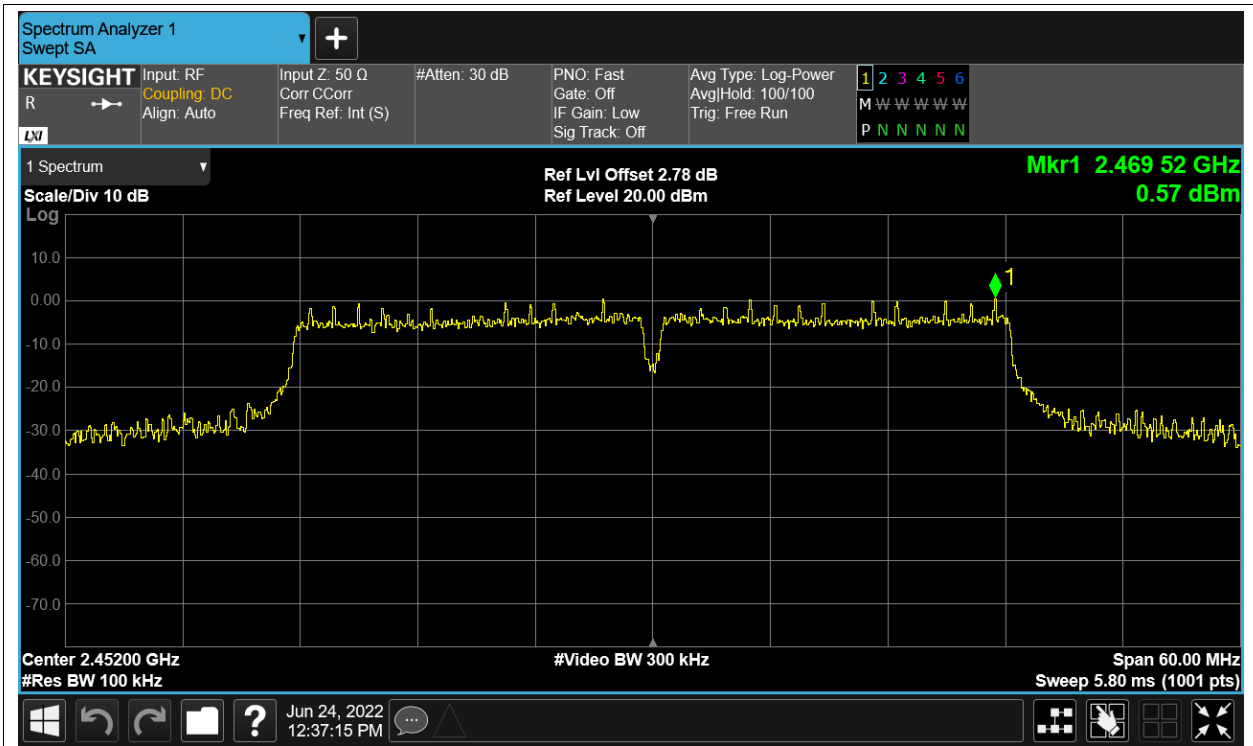 Spectrum Analyzer 1
Swept SA
KEYSIGHT
R
LXI
Input: RF
Coupling: DC
Align: Auto
Input Z: 50 Ω
Corr CCorr
Freq Ref: Int (S)
#Atten: 30 dB
PNO: Fast
Gate: Off
IF Gain: Low
Sig Track: Off
Avg Type: Log-Power
Avg|Hold: 100/100
Trig: Free Run
1 2 3 4 5 6
M W W W W W W
P N N N N N N
1 Spectrum
Scale/Div 10 dB
Ref Lvl Offset 2.78 dB
Ref Level 20.00 dBm
Mkr1 2.469 52 GHz
0.57 dBm
Log
10.0
0.00
-10.0
-20.0
-30.0
-40.0
-50.0
-60.0
-70.0
1
Center 2.45200 GHz
#Res BW 100 kHz
#Video BW 300 kHz
Span 60.00 MHz
Sweep 5.80 ms (1001 pts)
?
Jun 24, 2022
12:37:15 PM